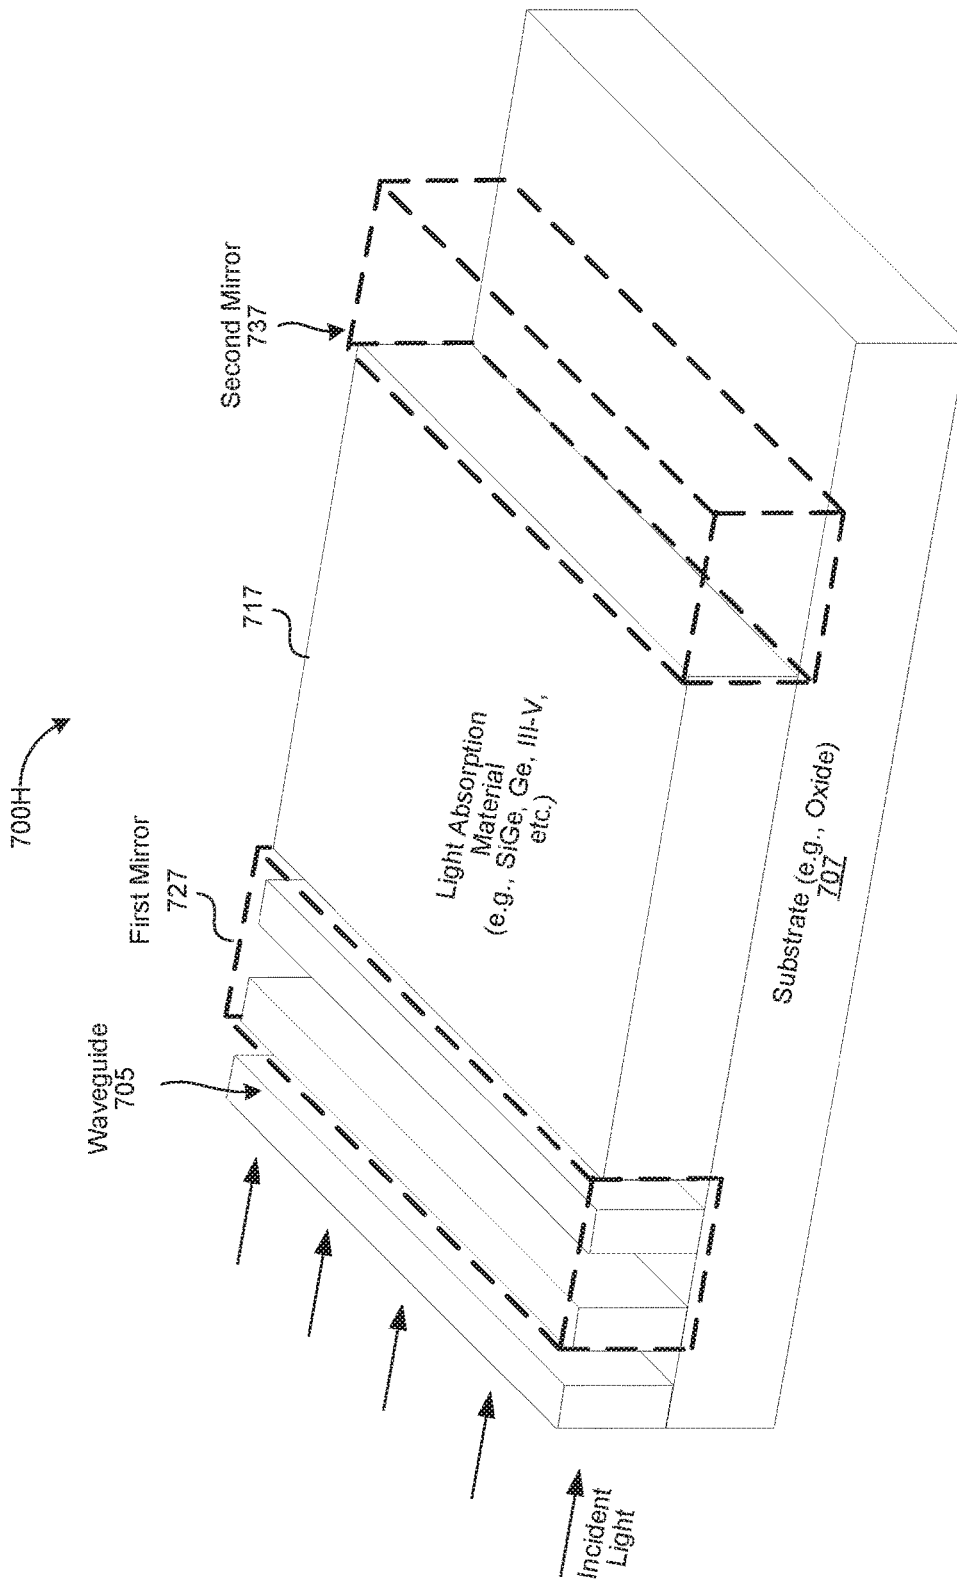 700H
First Mirror
727
Waveguide
705
717
Second Mirror
737
Light Absorption
Material
(e.g., SiGe, Ge, III-V,
etc.)
Substrate (e.g., Oxide)
707
Incident
Light